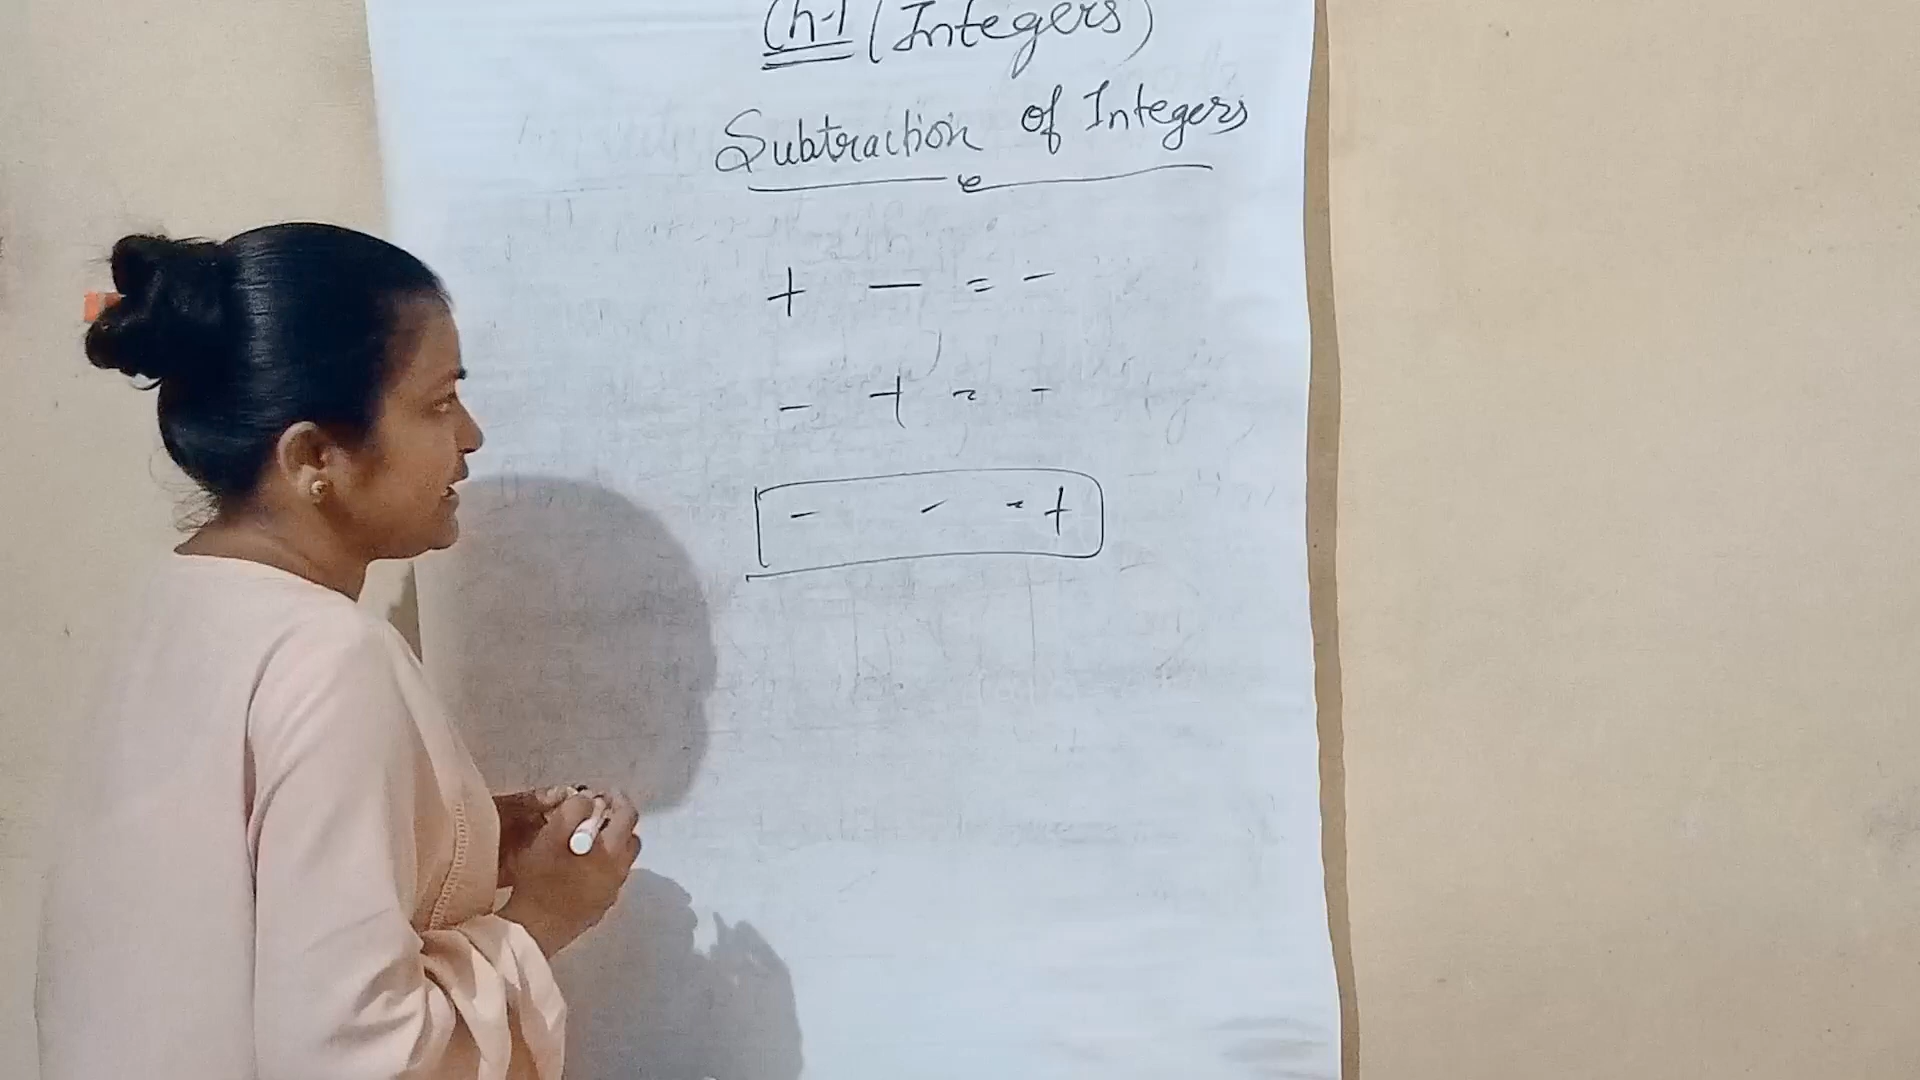 Ch-1 (Integers)
Subtraction of Integers
+ - = -
- + = -
- - = +